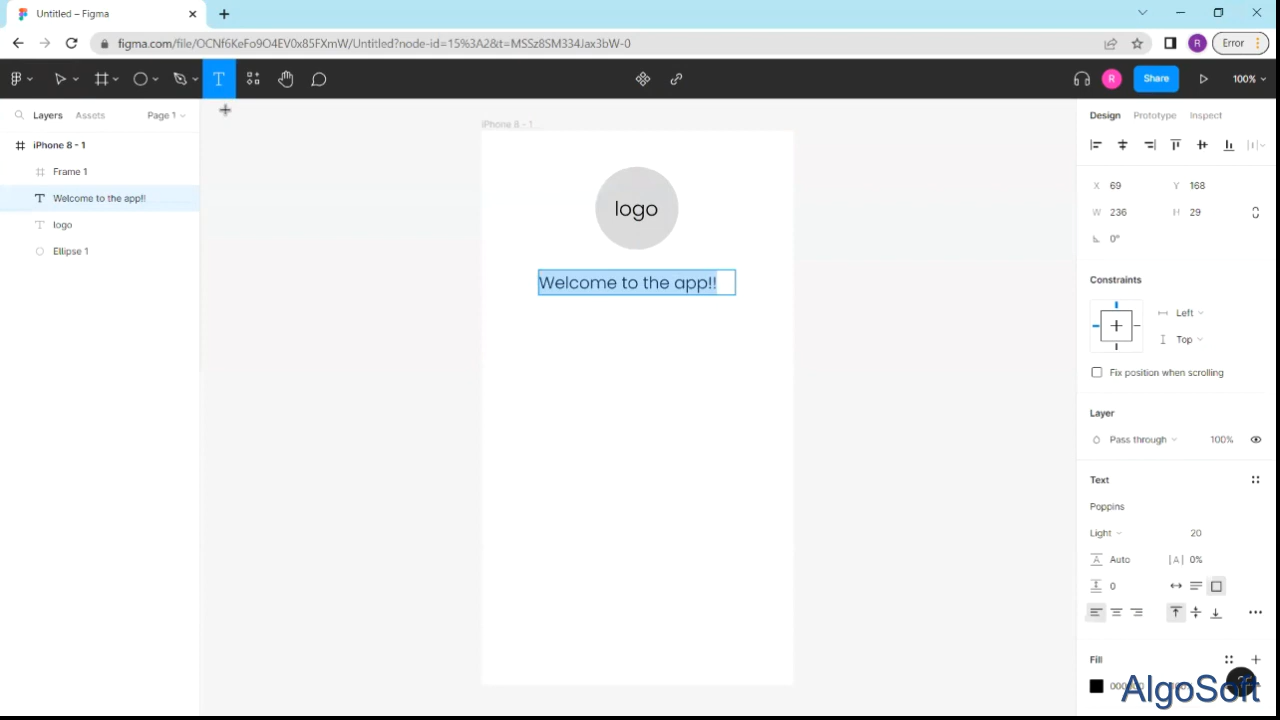 Untitled – Figma
figma.com/file/OCNf6KeFo9O4EV0x85FXmW/Untitled?node-id=15%3A2&t=MSSz8SM334Jax3bW-0
R
Error
R
Share
100%
Layers
Assets
Page 1
iPhone 8 - 1
Frame 1
Welcome to the app!!
logo
Ellipse 1
iPhone 8 - 1...
logo
Welcome to the app!!
Design
Prototype
Inspect
X 69
Y 168
W 236
H 29
0°
Constraints
Left
Top
Fix position when scrolling
Layer
Pass through
100%
Text
Poppins
Light
20
Auto
|A| 0%
0
Fill
AlgoSoft